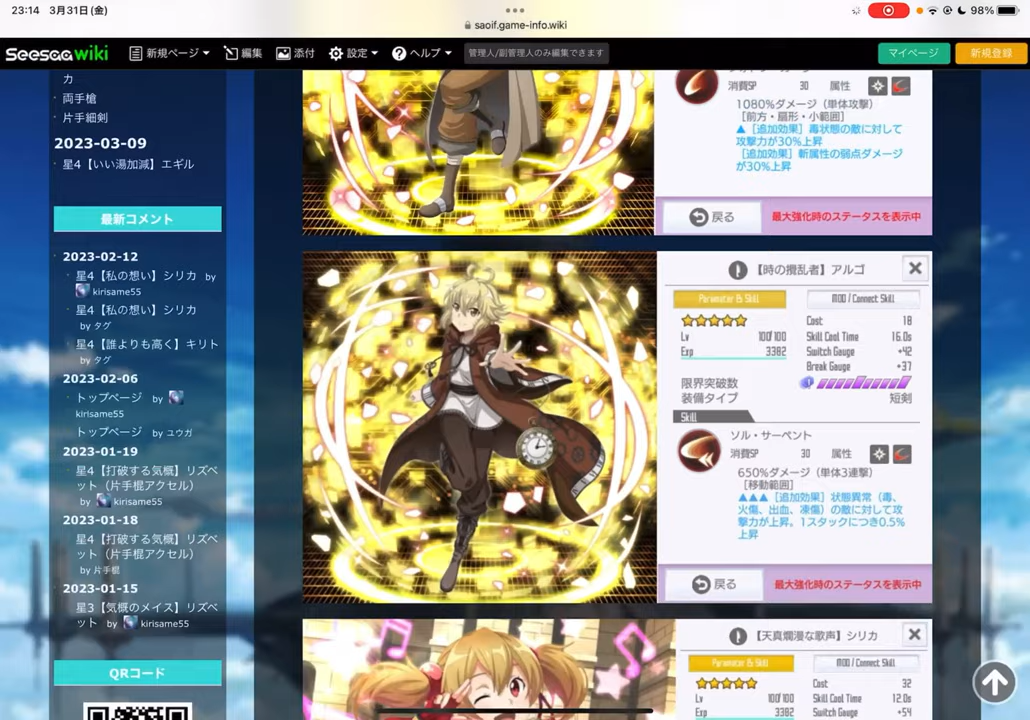 23:14 3月31日(金)
98%
saoif.game-info.wiki
Seesaa wiki 新規ページ 編集 添付 設定 ヘルプ 管理人/副管理人のみ編集できます マイページ 新規登録
カ
両手槍
片手細剣
2023-03-09
星4【いい湯加減】エギル
最新コメント
2023-02-12
星4【私の想い】シリカ by
kirisame55
星4【私の想い】シリカ
by タグ
星4【誰よりも高く】キリト
by タグ
2023-02-06
トップページ by
kirisame55
トップページ by ユウガ
2023-01-19
星4【打破する気概】リズベ
ット（片手棍アクセル）
by kirisame55
2023-01-18
星4【打破する気概】リズベ
ット（片手棍アクセル）
by 片手棍
2023-01-15
星3【気概のメイス】リズベ
ット by kirisame55
QRコード
消費SP 30 属性
1080%ダメージ（単体攻撃）
[前方・扇形・小範囲]
▲［追加効果］毒状態の敵に対して
攻撃力が30%上昇
［追加効果］斬属性の弱点ダメージ
が30%上昇
戻る 最大強化時のステータスを表示中
【時の攪乱者】アルゴ
Parameter & Skill MOD / Connect Skill
Lv 100/100
Exp 3382
Cost 18
Skill Cool Time 16.0s
Switch Gauge +42
Break Gauge +37
限界突破数
装備タイプ 短剣
Skill
ソル・サーペント
消費SP 30 属性
650%ダメージ（単体3連撃）
[移動範囲]
▲▲▲［追加効果］状態異常（毒、
火傷、出血、凍傷）の敵に対して攻
撃力が上昇。1スタックにつき0.5%
上昇
戻る 最大強化時のステータスを表示中
【天真爛漫な歌声】シリカ
Parameter & Skill MOD / Connect Skill
Lv 100/100
Exp 3382
Cost 32
Skill Cool Time 12.0s
Switch Gauge +54